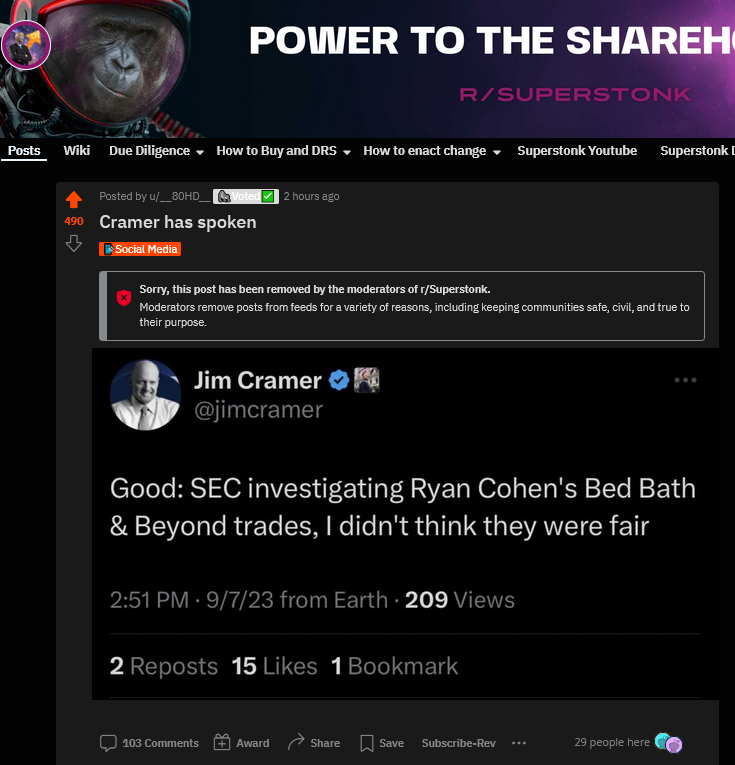 POWER TO THE SHAREH
R/SUPERSTONK
Posts Wiki Due Diligence How to Buy and DRS How to enact change Superstonk Youtube Superstonk D
Posted by u/__80HD__ Voted ✅ 2 hours ago
490
Cramer has spoken
Social Media
Sorry, this post has been removed by the moderators of r/Superstonk.
Moderators remove posts from feeds for a variety of reasons, including keeping communities safe, civil, and true to
their purpose.
Jim Cramer
@jimcramer
Good: SEC investigating Ryan Cohen's Bed Bath
& Beyond trades, I didn't think they were fair
2:51 PM · 9/7/23 from Earth · 209 Views
2 Reposts 15 Likes 1 Bookmark
103 Comments Award Share Save Subscribe-Rev ••• 29 people here